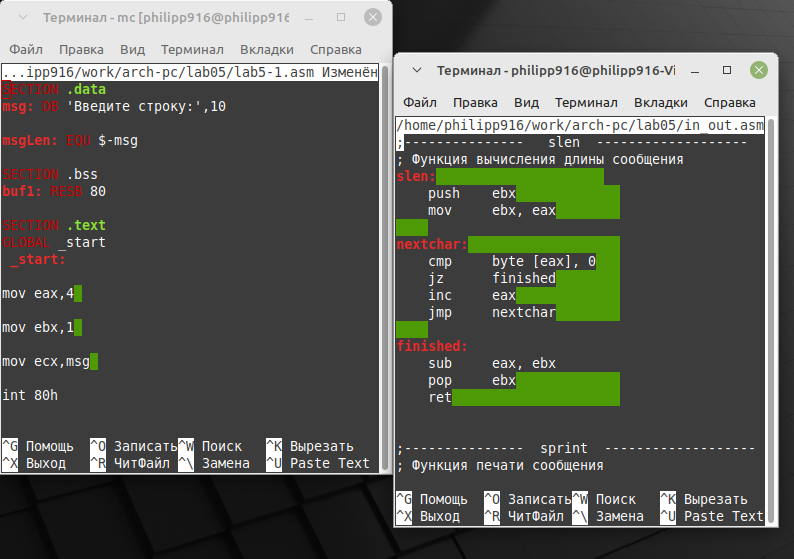 Терминал - mc [philipp916@philipp916
Файл Правка Вид Терминал Вкладки Справка
...ipp916/work/arch-pc/lab05/lab5-1.asm Изменён
SECTION .data
msg: DB 'Введите строку:',10
msgLen: EQU $-msg
SECTION .bss
buf1: RESB 80
SECTION .text
GLOBAL _start
_start:
mov eax,4
mov ebx,1
mov ecx,msg
int 80h
^G Помощь ^O Записать ^W Поиск ^K Вырезать
^X Выход ^R ЧитФайл ^\ Замена ^U Paste Text
Терминал - philipp916@philipp916-Vi
Файл Правка Вид Терминал Вкладки Справка
/home/philipp916/work/arch-pc/lab05/in_out.asm
;--------------- slen -------------------
; Функция вычисления длины сообщения
slen:
push ebx
mov ebx, eax
nextchar:
cmp byte [eax], 0
jz finished
inc eax
jmp nextchar
finished:
sub eax, ebx
pop ebx
ret
;--------------- sprint -------------------
; Функция печати сообщения
^G Помощь ^O Записать ^W Поиск ^K Вырезать
^X Выход ^R ЧитФайл ^\ Замена ^U Paste Text